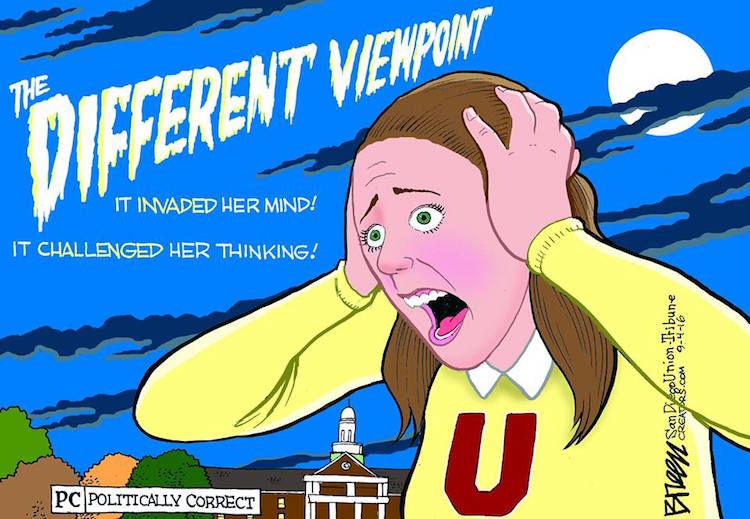 THE
DIFFERENT VIEWPOINT
IT INVADED HER MIND!
IT CHALLENGED HER THINKING!
U
PC POLITICALLY CORRECT
BREEN
San Diego Union-Tribune
CREATORS.COM 9-4-16